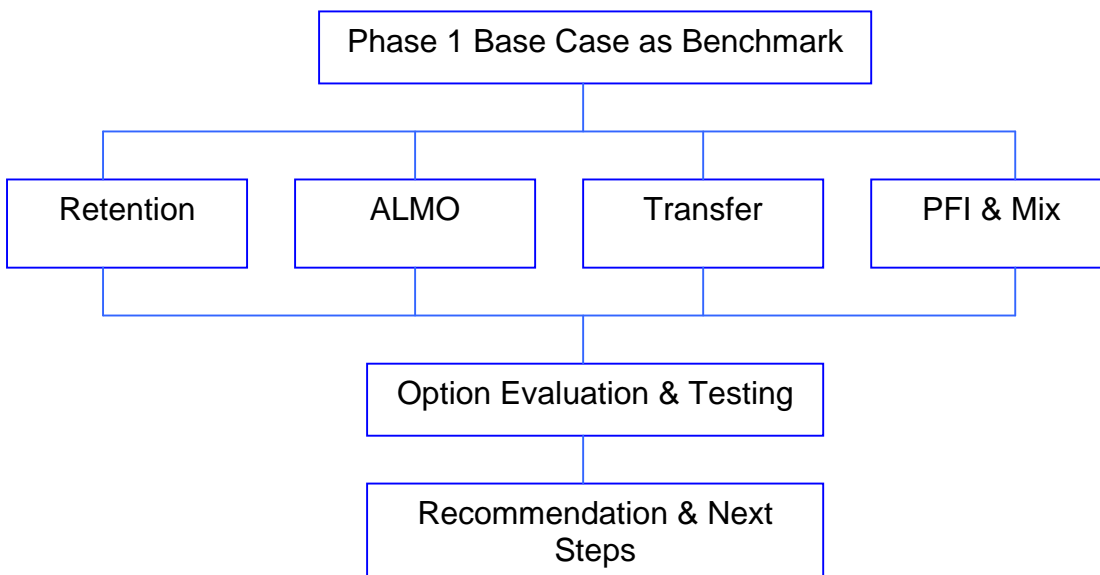 Phase 1 Base Case as Benchmark
Retention
ALMO
Transfer
PFI & Mix
Option Evaluation & Testing
Recommendation & Next
Steps